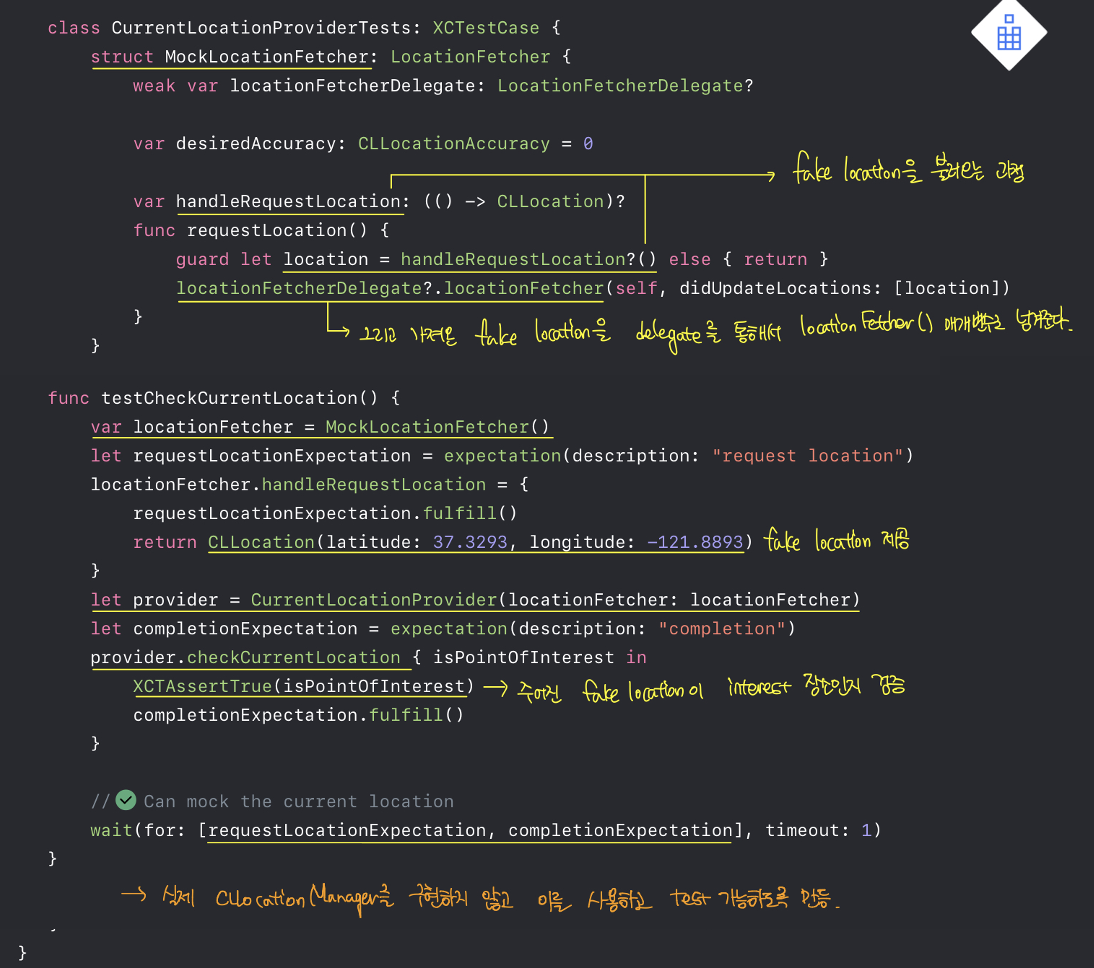 class CurrentLocationProviderTests: XCTestCase {
struct MockLocationFetcher: LocationFetcher {
weak var locationFetcherDelegate: LocationFetcherDelegate?
var desiredAccuracy: CLLocationAccuracy = 0
fake location을 불러오는 과정
var handleRequestLocation: (() -> CLLocation)?
func requestLocation() {
guard let location = handleRequestLocation?() else { return }
locationFetcherDelegate?.locationFetcher(self, didUpdateLocations: [location])
}
→ 그리고 가져온 fake location을 delegate를 통해서 locationFetcher() 매개변수로 넘겨준다.
}
func testCheckCurrentLocation() {
var locationFetcher = MockLocationFetcher()
let requestLocationExpectation = expectation(description: "request location")
locationFetcher.handleRequestLocation = {
requestLocationExpectation.fulfill()
return CLLocation(latitude: 37.3293, longitude: -121.8893) fake location 제공
}
let provider = CurrentLocationProvider(locationFetcher: locationFetcher)
let completionExpectation = expectation(description: "completion")
provider.checkCurrentLocation { isPointOfInterest in
XCTAssertTrue(isPointOfInterest) → 주어진 fake location이 interest 장소인지 검증
completionExpectation.fulfill()
}
// ✅ Can mock the current location
wait(for: [requestLocationExpectation, completionExpectation], timeout: 1)
}
→ 실제 CLLocationManager을 구현하지 않고 이를 사용하고 test 가능하도록 만듬.
}